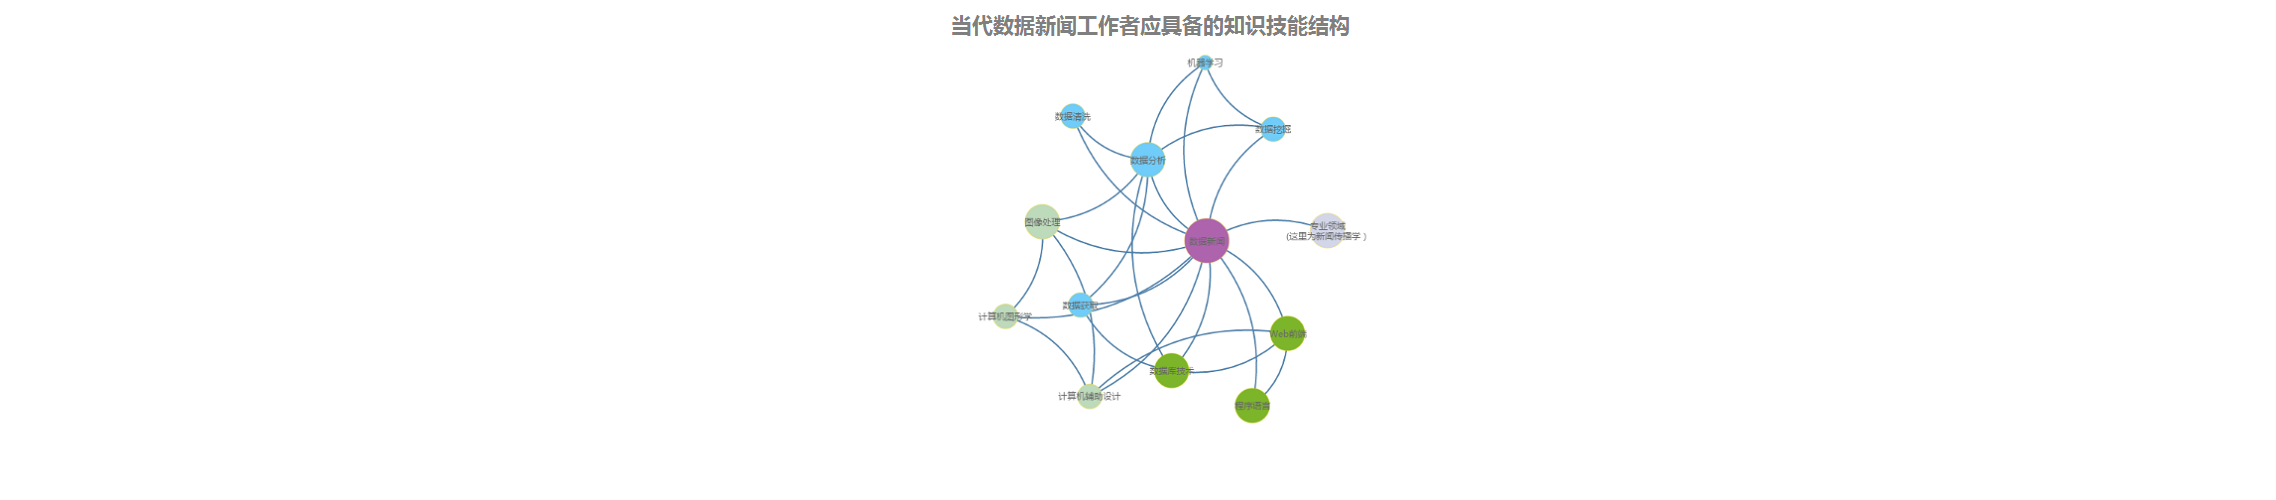 当代数据新闻工作者应具备的知识技能结构
机器学习
数据清洗
数据挖掘
数据分析
图像处理
专业领域
(这里为新闻传播学 )
数据新闻
数据获取
计算机图形学
Web前端
数据库技术
计算机辅助设计
程序语言